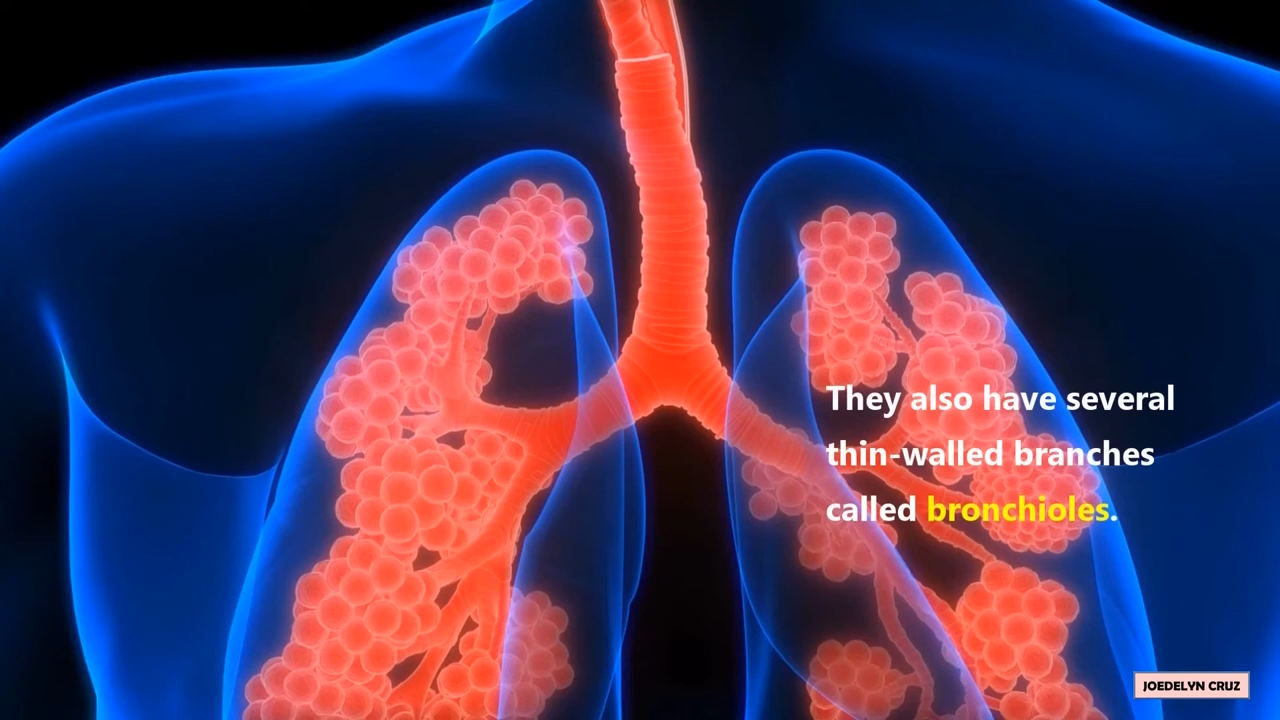 They also have several
thin-walled branches
called bronchioles.
JOEDELYN CRUZ